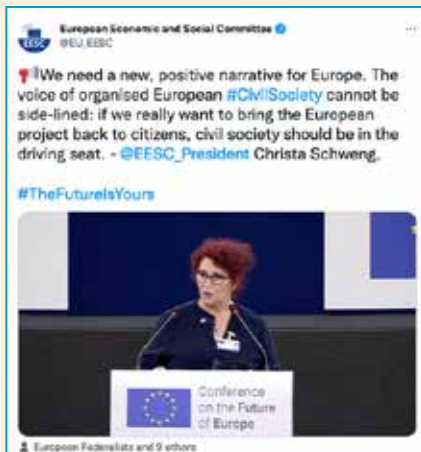 European Economic and Social Committee
@EU_EESC
EESC
We need a new, positive narrative for Europe. The
voice of organised European #CivilSociety cannot be
side-lined: if we really want to bring the European
project back to citizens, civil society should be in the
driving seat. - @EESC_President Christa Schweng,
#TheFutureIsYours
Conference
on the Future
of Europe
European Federalists and 9 others